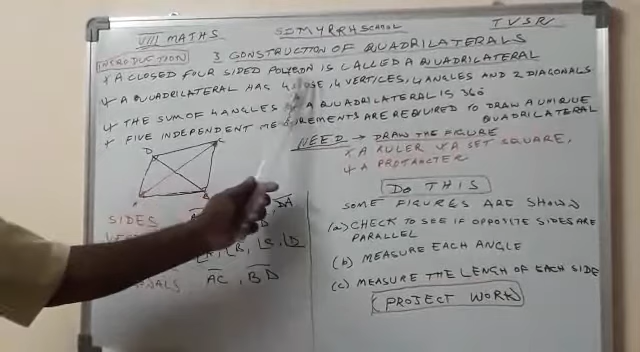 VIII MATHS
SEMYRRH SCHOOL
TVSR
INTRODUCTION
3 CONSTRUCTION OF QUADRILATERALS
* A CLOSED FOUR SIDED POLYGON IS CALLED A QUADRILATERAL
* A QUADRILATERAL HAS 4 , 4 VERTICES, 4 ANGLES AND 2 DIAGONALS
* THE SUM OF 4 ANGLES A QUADRILATERAL IS 360
* FIVE INDEPENDENT ME SUREMENTS ARE REQUIRED TO DRAW A UNIQUE
QUADRILATERAL
NEED → DRAW THE FIGURE
* A RULER * A SET SQUARE,
* A PROTRACTER
D
C
A
B
SIDES
DA
∠B, ∠C, ∠D
AC, BD
DO THIS
SOME FIGURES ARE SHOWN
(a) CHECK TO SEE IF OPPOSITE SIDES ARE
PARALLEL
(b) MEASURE EACH ANGLE
(c) MEASURE THE LENGTH OF EACH SIDE
(PROJECT WORK)